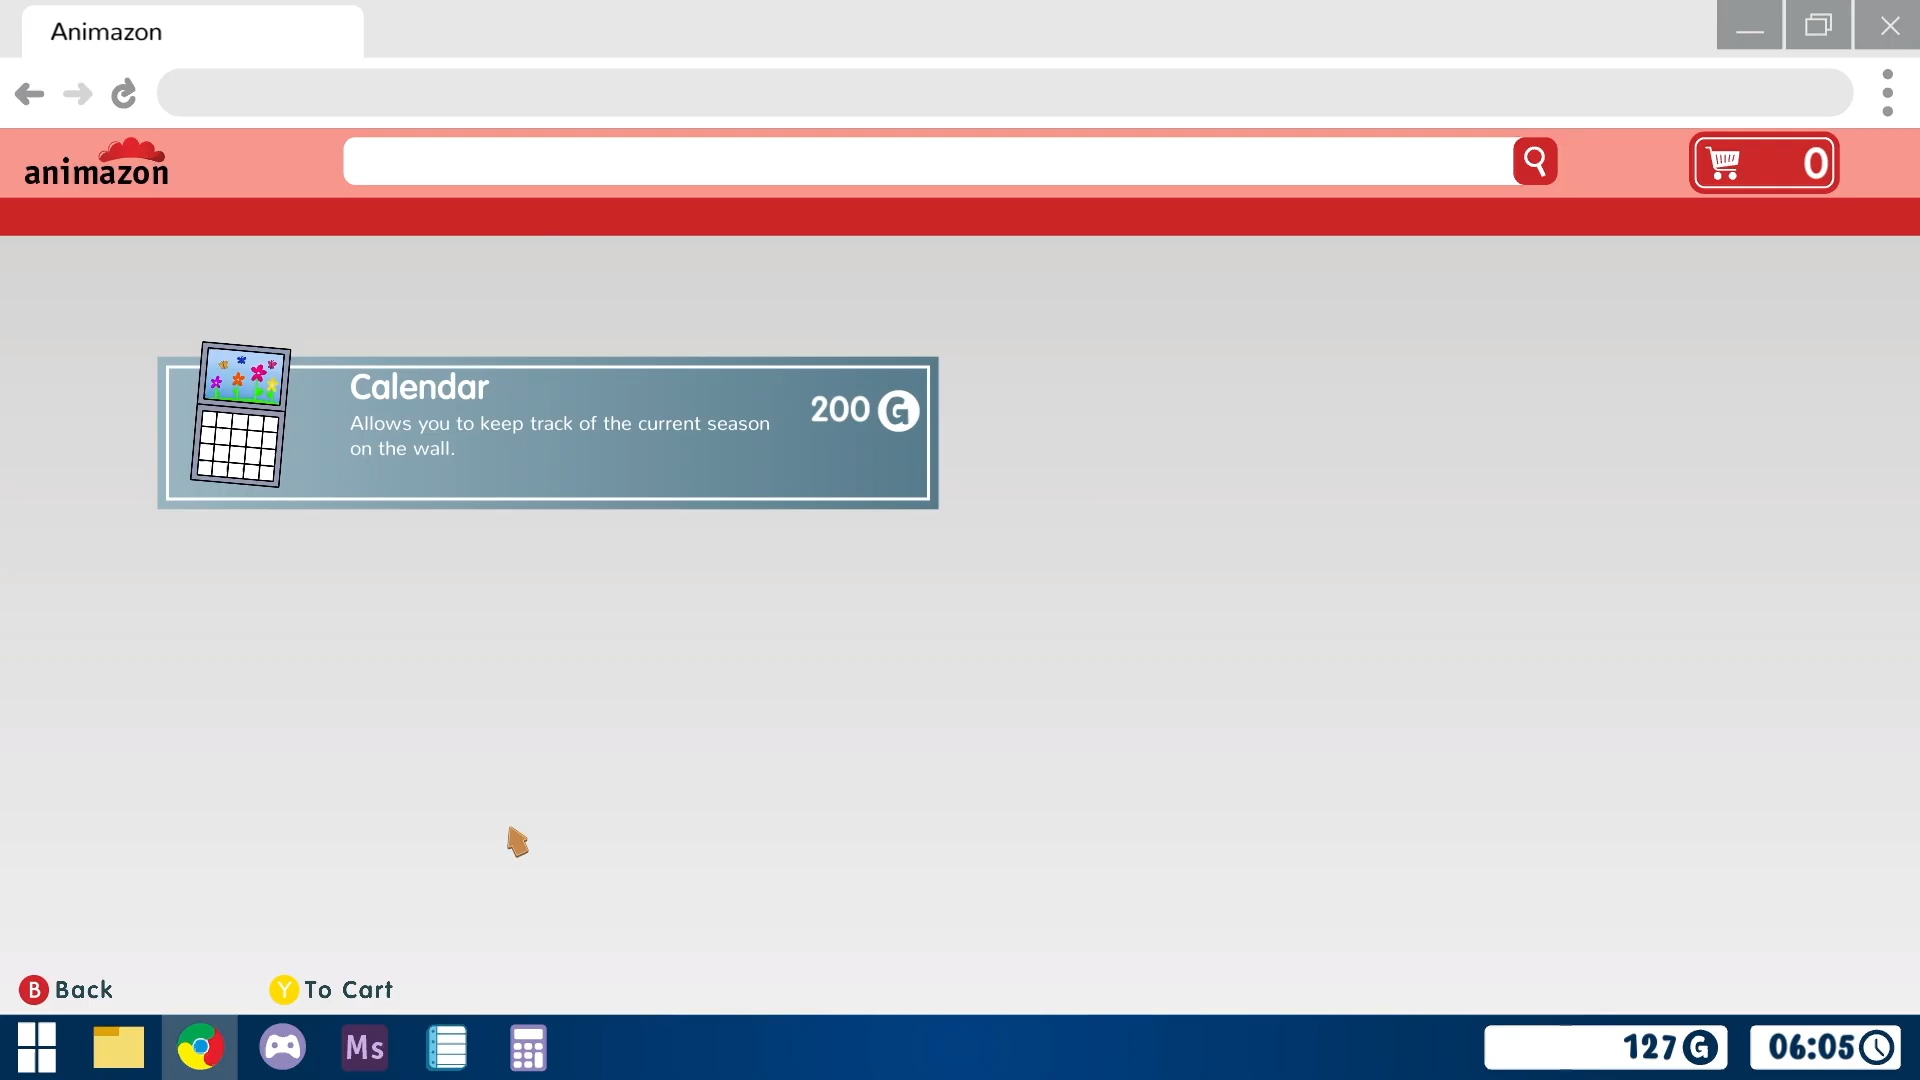 Animazon
animazon
0
Calendar
Allows you to keep track of the current season
on the wall.
200 G
B Back
Y To Cart
Ms
127 G
06:05